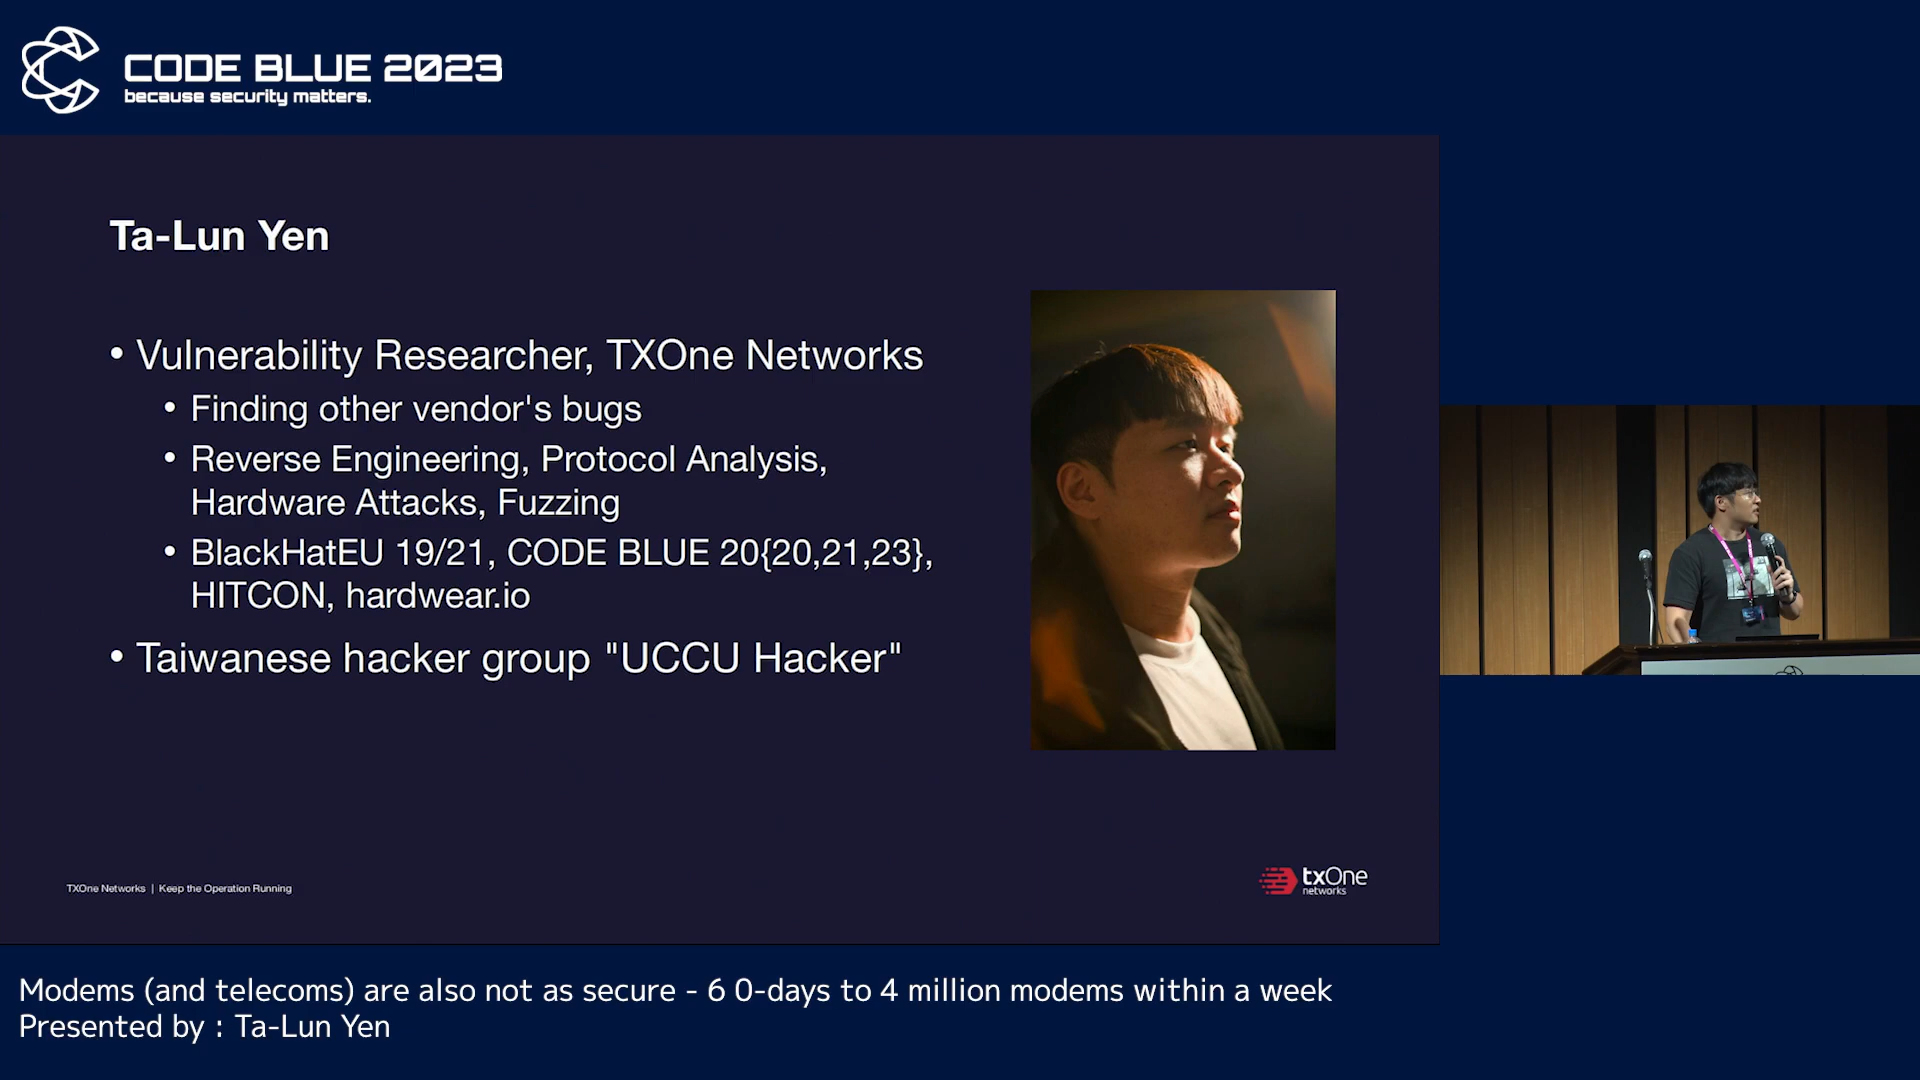 CODE BLUE 2023
because security matters.
Ta-Lun Yen
• Vulnerability Researcher, TXOne Networks
• Finding other vendor's bugs
• Reverse Engineering, Protocol Analysis,
Hardware Attacks, Fuzzing
• BlackHatEU 19/21, CODE BLUE 20{20,21,23},
HITCON, hardwear.io
• Taiwanese hacker group "UCCU Hacker"
TXOne Networks | Keep the Operation Running
txOne
networks
Modems (and telecoms) are also not as secure - 6 0-days to 4 million modems within a week
Presented by : Ta-Lun Yen